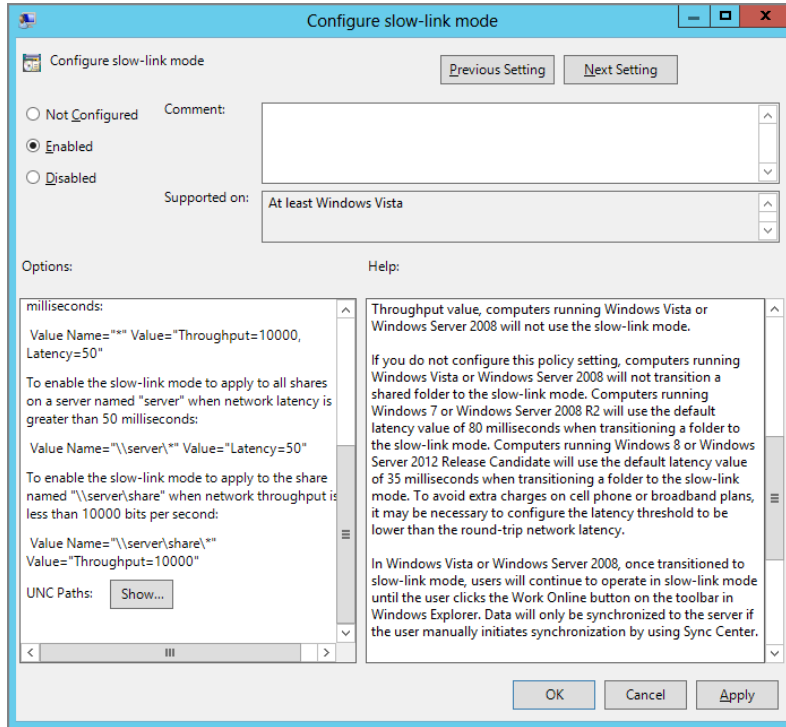 Configure slow-link mode
Configure slow-link mode
Previous Setting
Next Setting
Not Configured
Enabled
Disabled
Comment:
Supported on:
At least Windows Vista
Options:
Help:
milliseconds:
Value Name="*" Value="Throughput=10000,
Latency=50"
To enable the slow-link mode to apply to all shares
on a server named "server" when network latency is
greater than 50 milliseconds:
Value Name="\\server\*" Value="Latency=50"
To enable the slow-link mode to apply to the share
named "\\server\share" when network throughput is
less than 10000 bits per second:
Value Name="\\server\share\*"
Value="Throughput=10000"
UNC Paths:
Show...
Throughput value, computers running Windows Vista or
Windows Server 2008 will not use the slow-link mode.
If you do not configure this policy setting, computers running
Windows Vista or Windows Server 2008 will not transition a
shared folder to the slow-link mode. Computers running
Windows 7 or Windows Server 2008 R2 will use the default
latency value of 80 milliseconds when transitioning a folder to
the slow-link mode. Computers running Windows 8 or Windows
Server 2012 Release Candidate will use the default latency value
of 35 milliseconds when transitioning a folder to the slow-link
mode. To avoid extra charges on cell phone or broadband plans,
it may be necessary to configure the latency threshold to be
lower than the round-trip network latency.
In Windows Vista or Windows Server 2008, once transitioned to
slow-link mode, users will continue to operate in slow-link mode
until the user clicks the Work Online button on the toolbar in
Windows Explorer. Data will only be synchronized to the server if
the user manually initiates synchronization by using Sync Center.
OK
Cancel
Apply